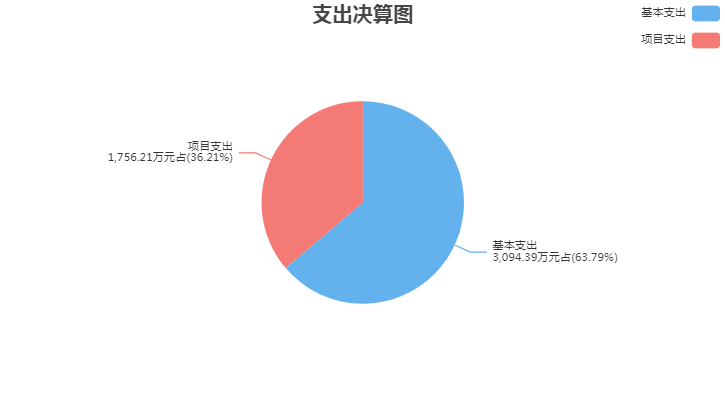 支出决算图
基本支出
项目支出
项目支出
1,756.21万元占(36.21%)
基本支出
3,094.39万元占(63.79%)